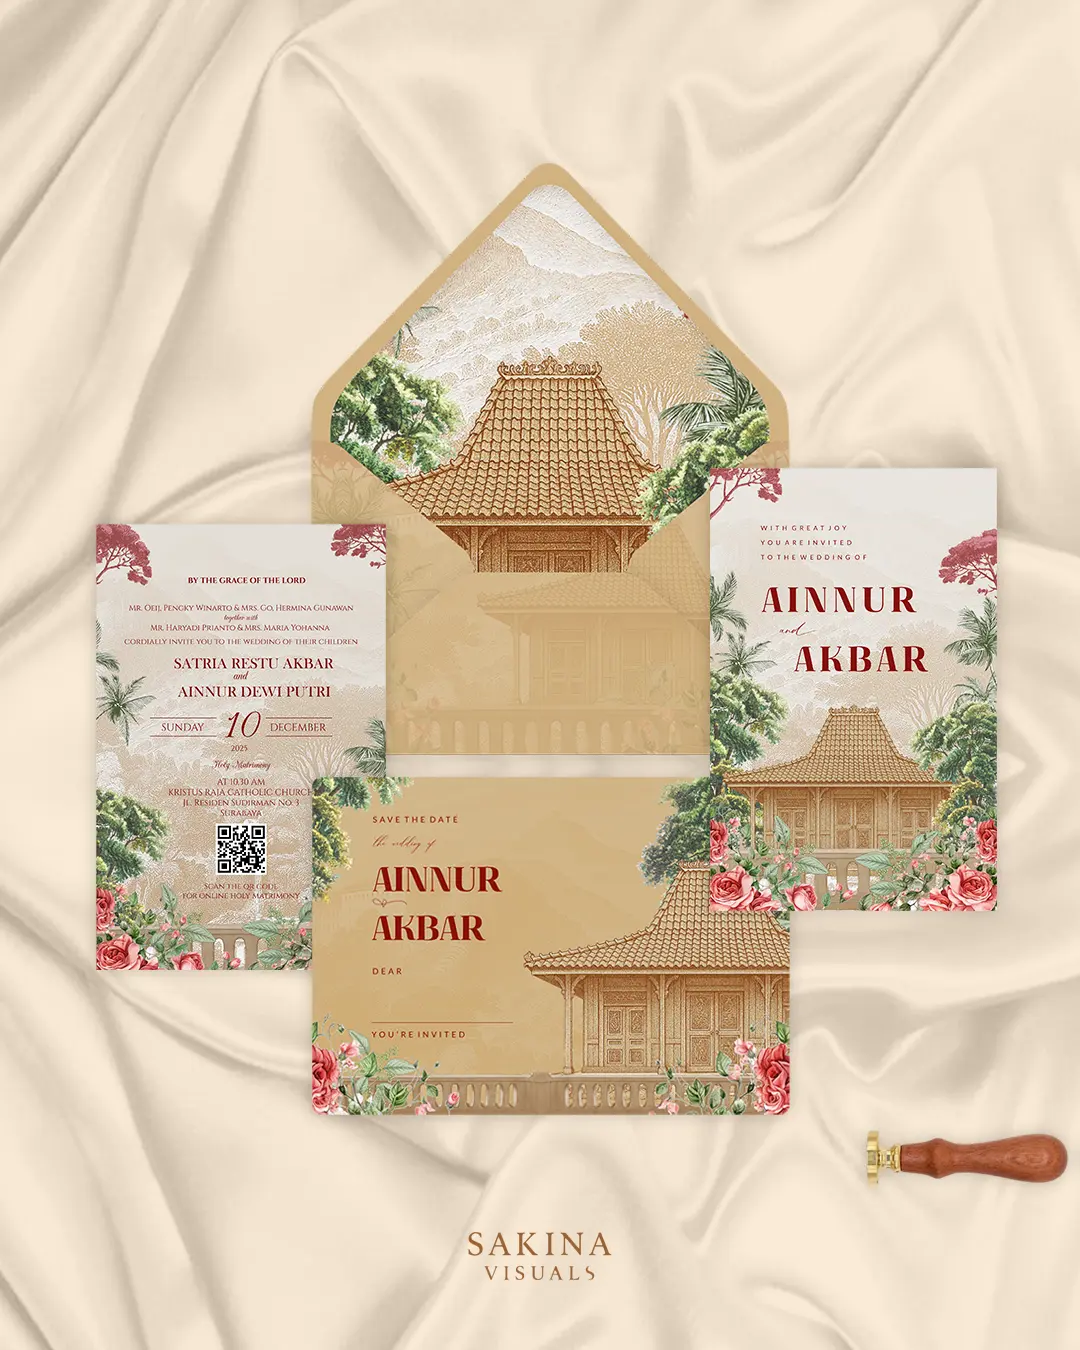 WITH GREAT JOY
YOU ARE INVITED
TO THE WEDDING OF
AINNUR
and
AKBAR
BY THE GRACE OF THE LORD
MR. OEIJ, PENGKY WINARTO & MRS. GO, HERMINA GUNAWAN
together with
MR. HARYADI PRIANTO & MRS. MARIA YOHANNA
CORDIALLY INVITE YOU TO THE WEDDING OF THEIR CHILDREN
SATRIA RESTU AKBAR
and
AINNUR DEWI PUTRI
SUNDAY 10 DECEMBER
2025
Holy Matrimony
AT 10.30 AM
KRISTUS RAJA CATHOLIC CHURCH
JL. RESIDEN SUDIRMAN NO. 3
SURABAYA
SCAN THE QR CODE
FOR ONLINE HOLY MATRIMONY
SAVE THE DATE
the wedding of
AINNUR
AKBAR
DEAR
YOU'RE INVITED
SAKINA
VISUALS